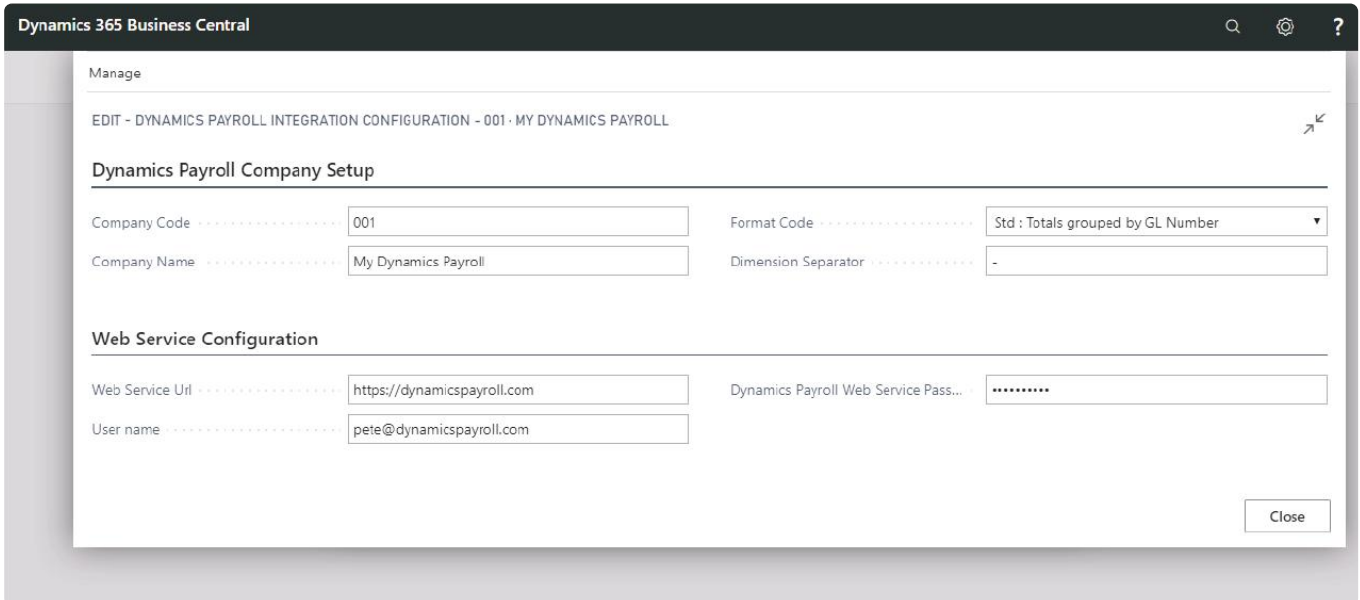 Dynamics 365 Business Central
?
Manage
EDIT - DYNAMICS PAYROLL INTEGRATION CONFIGURATION - 001 · MY DYNAMICS PAYROLL
Dynamics Payroll Company Setup
Company Code 001 Format Code Std : Totals grouped by GL Number
Company Name My Dynamics Payroll Dimension Separator -
Web Service Configuration
Web Service Url https://dynamicspayroll.com Dynamics Payroll Web Service Pass... ••••••••••
User name pete@dynamicspayroll.com
Close